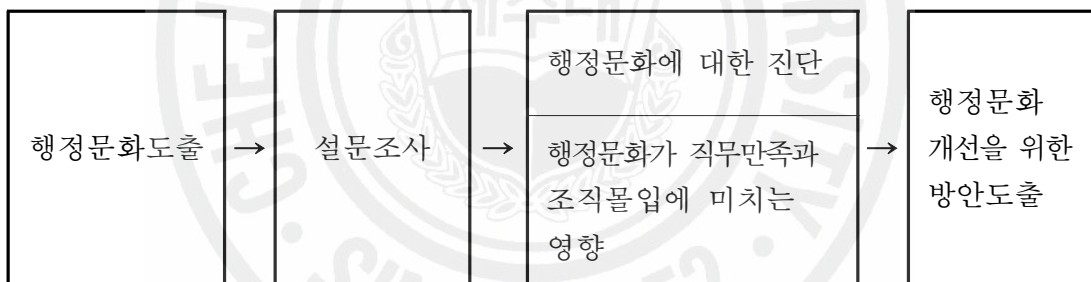 행정문화도출
→
설문조사
→
행정문화에 대한 진단
행정문화가 직무만족과
조직몰입에 미치는
영향
→
행정문화
개선을 위한
방안도출